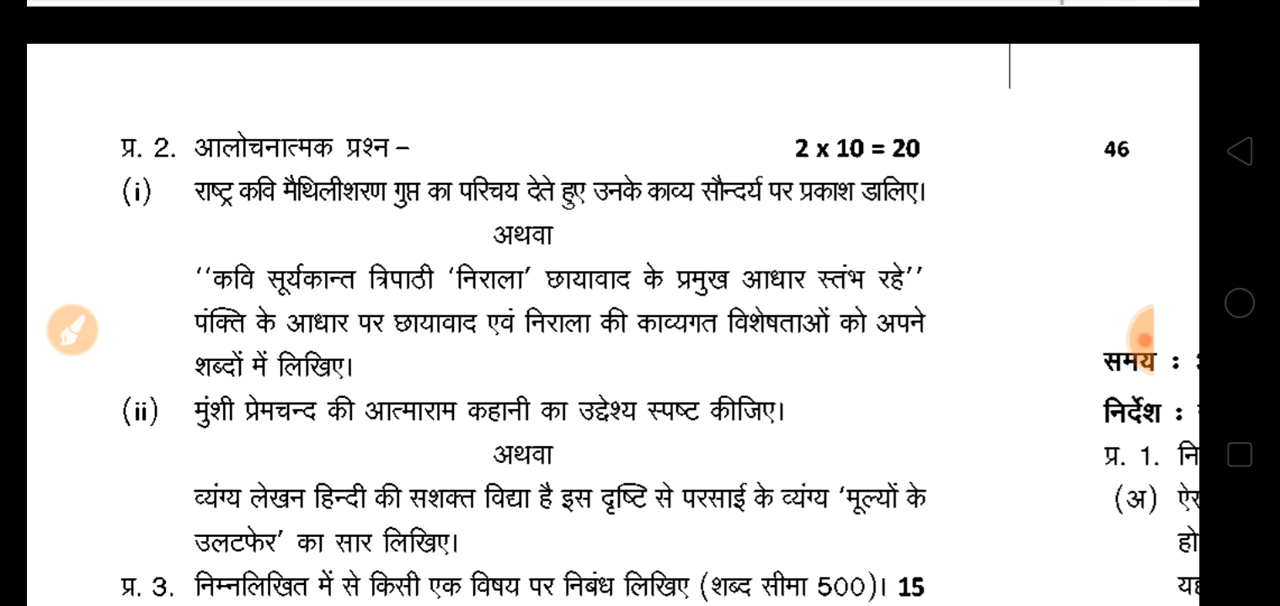 प्र. 2. आलोचनात्मक प्रश्न – 2 x 10 = 20
(i) राष्ट्र कवि मैथिलीशरण गुप्त का परिचय देते हुए उनके काव्य सौन्दर्य पर प्रकाश डालिए।
अथवा
‘‘कवि सूर्यकान्त त्रिपाठी ‘निराला’ छायावाद के प्रमुख आधार स्तंभ रहे’’
पंक्ति के आधार पर छायावाद एवं निराला की काव्यगत विशेषताओं को अपने
शब्दों में लिखिए।
(ii) मुंशी प्रेमचन्द की आत्माराम कहानी का उद्देश्य स्पष्ट कीजिए।
अथवा
व्यंग्य लेखन हिन्दी की सशक्त विद्या है इस दृष्टि से परसाई के व्यंग्य ‘मूल्यों के
उलटफेर’ का सार लिखिए।
प्र. 3. निम्नलिखित में से किसी एक विषय पर निबंध लिखिए (शब्द सीमा 500)। 15
46
समय :
निर्देश :
प्र. 1. नि
(अ)
हो